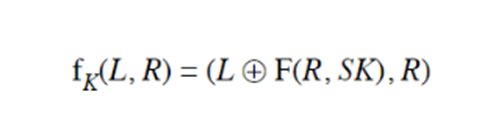 f_K(L, R) = (L ⊕ F(R, SK), R)